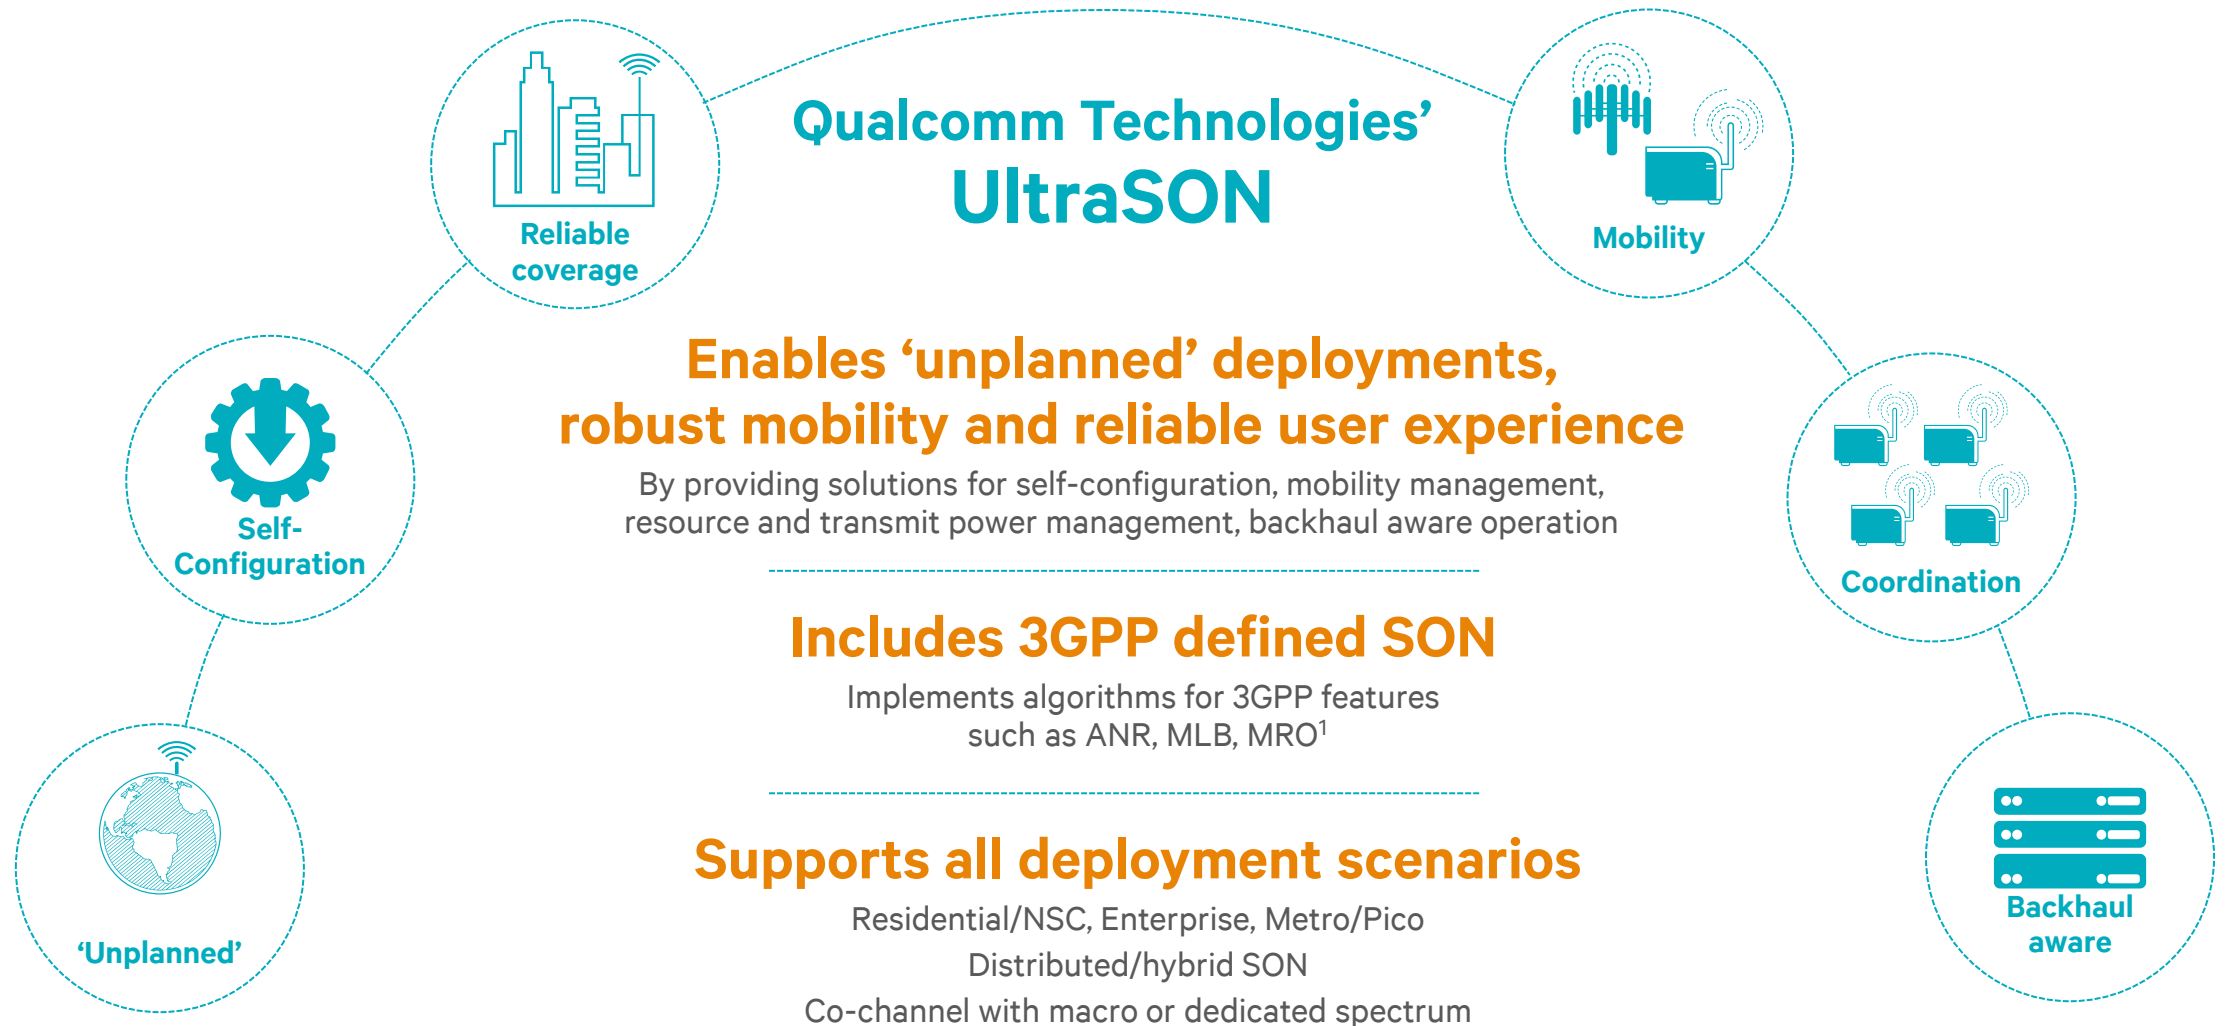 Qualcomm Technologies’
UltraSON
Reliable
coverage
Mobility
Enables ‘unplanned’ deployments,
robust mobility and reliable user experience
By providing solutions for self-configuration, mobility management,
resource and transmit power management, backhaul aware operation
Self-
Configuration
Coordination
Includes 3GPP defined SON
Implements algorithms for 3GPP features
such as ANR, MLB, MRO¹
Supports all deployment scenarios
Residential/NSC, Enterprise, Metro/Pico
Distributed/hybrid SON
Co-channel with macro or dedicated spectrum
‘Unplanned’
Backhaul
aware